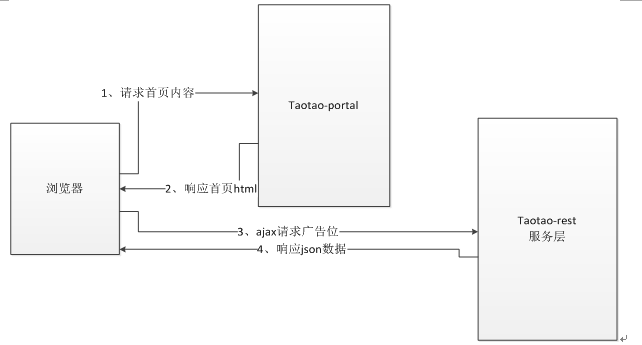 1、请求首页内容
Taotao-portal
浏览器
2、响应首页html
Taotao-rest
服务层
3、ajax请求广告位
4、响应json数据